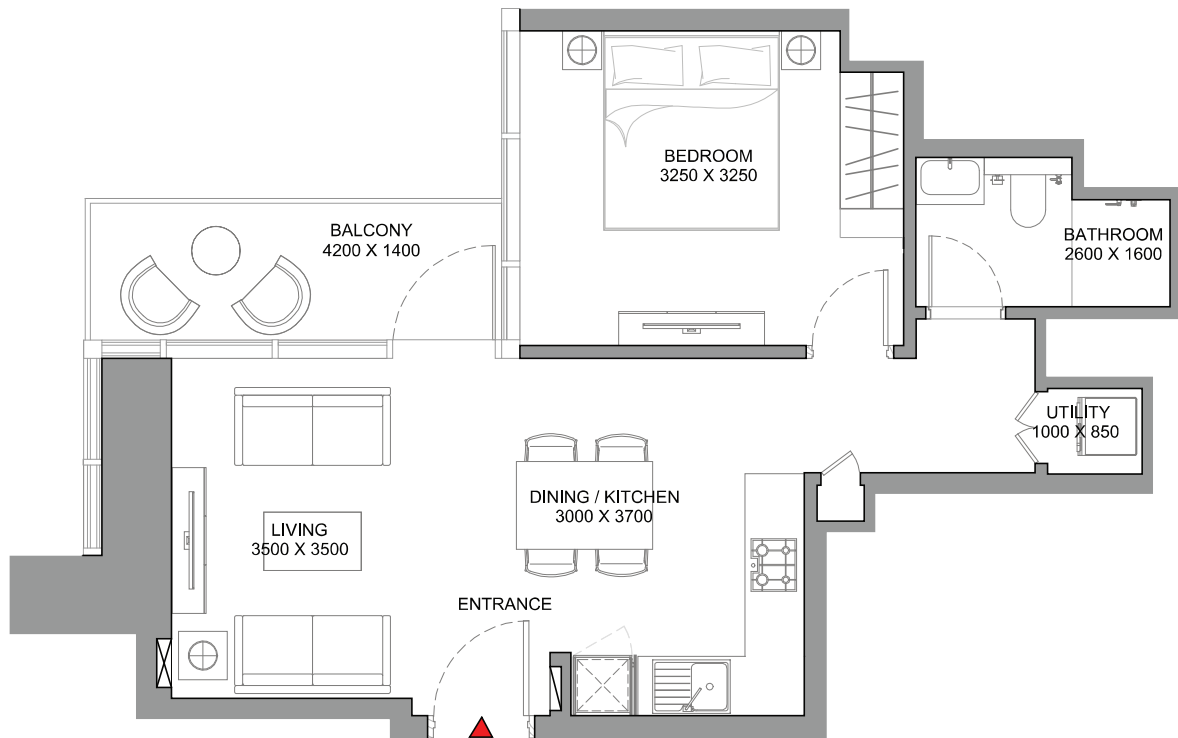 BEDROOM
3250 X 3250
BALCONY
4200 X 1400
BATHROOM
2600 X 1600
UTILITY
1000 X 850
DINING / KITCHEN
3000 X 3700
LIVING
3500 X 3500
ENTRANCE